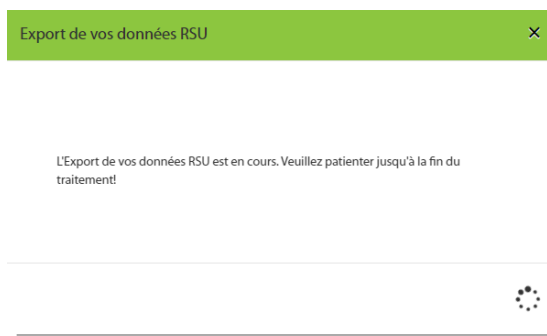 Export de vos données RSU
L'Export de vos données RSU est en cours. Veuillez patienter jusqu'à la fin du
traitement!